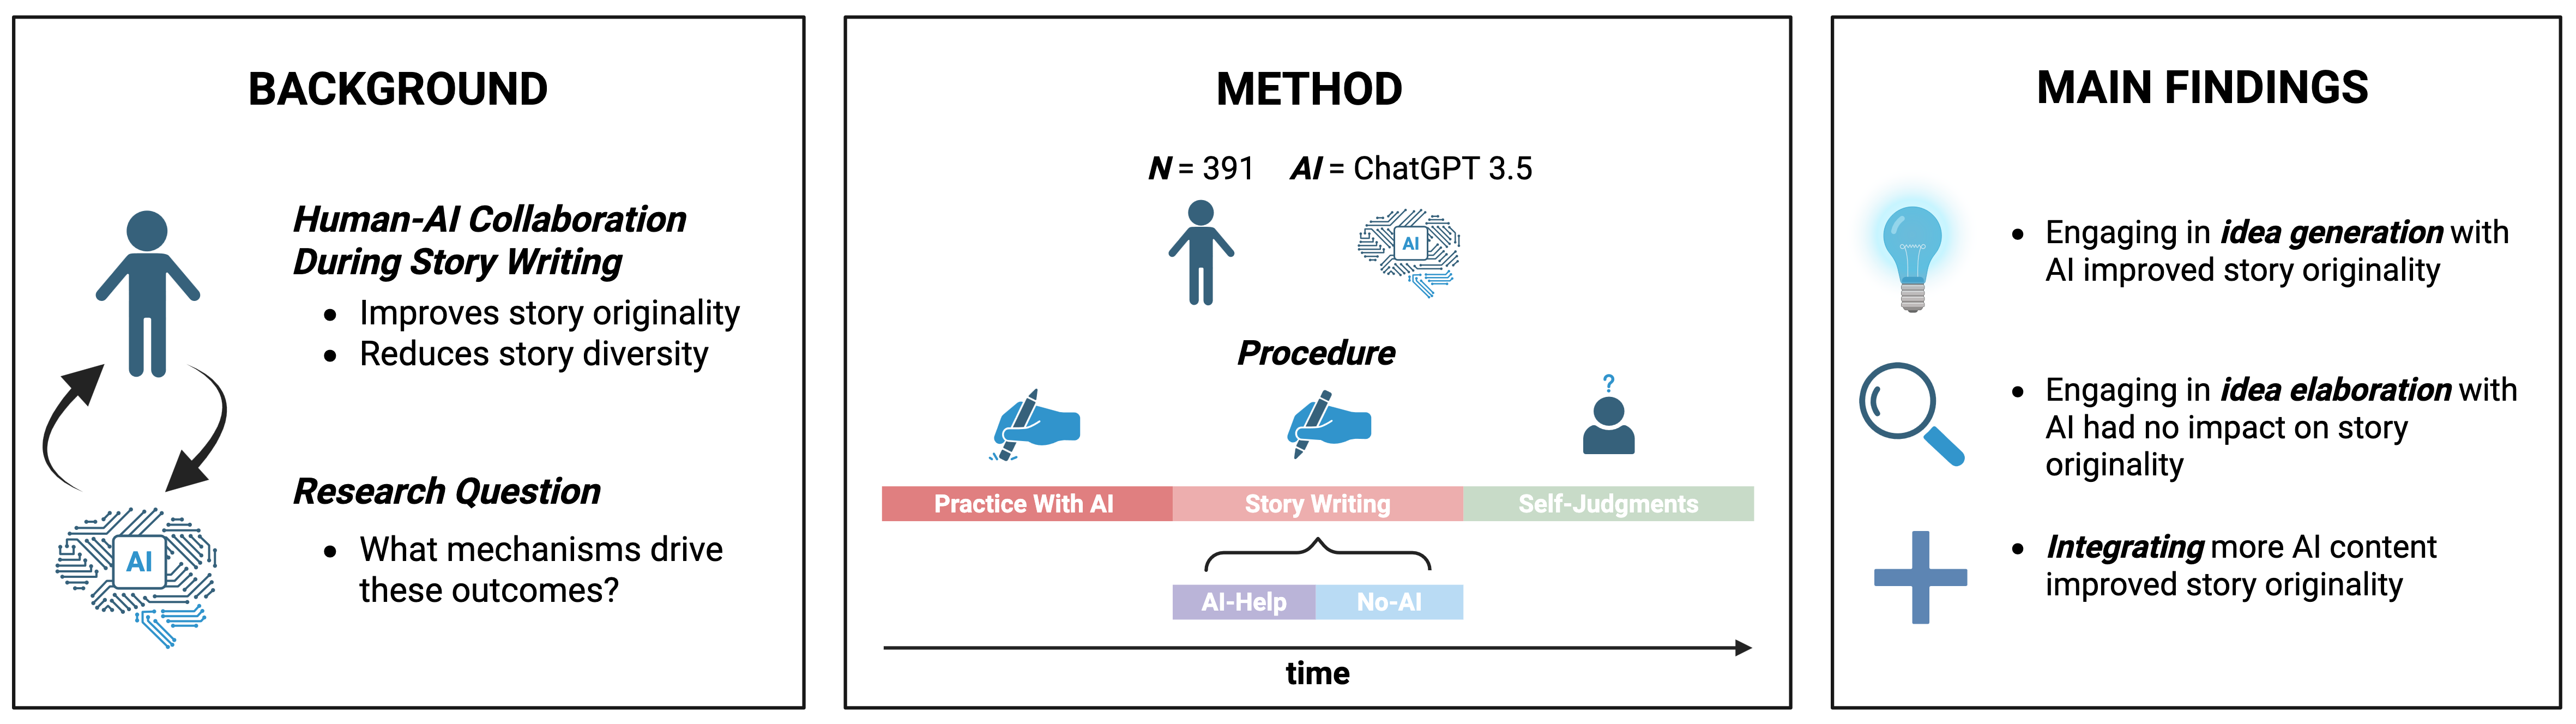 BACKGROUND
Human-AI Collaboration
During Story Writing
• Improves story originality
• Reduces story diversity
Research Question
• What mechanisms drive
these outcomes?
AI
METHOD
N = 391 AI = ChatGPT 3.5
AI
Procedure
?
Practice With AI
Story Writing
Self-Judgments
AI-Help
No-AI
time
MAIN FINDINGS
• Engaging in idea generation with
AI improved story originality
• Engaging in idea elaboration with
AI had no impact on story
originality
• Integrating more AI content
improved story originality